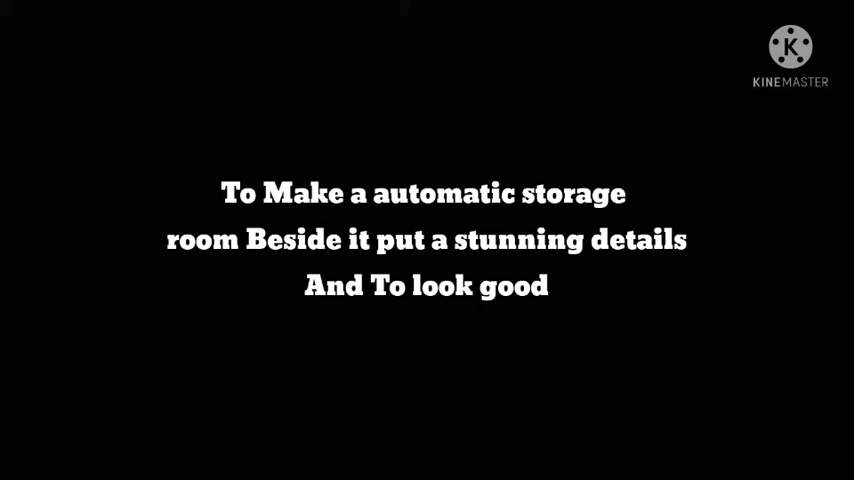 KINEMASTER
To Make a automatic storage
room Beside it put a stunning details
And To look good